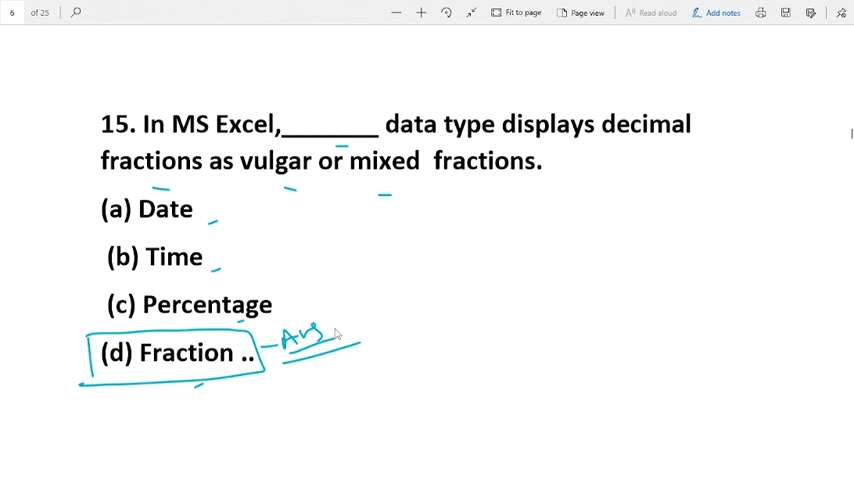 6 of 25
Fit to page
Page view
Read aloud
Add notes
15. In MS Excel,_______ data type displays decimal
fractions as vulgar or mixed fractions.
(a) Date
(b) Time
(c) Percentage
(d) Fraction ..
Ans